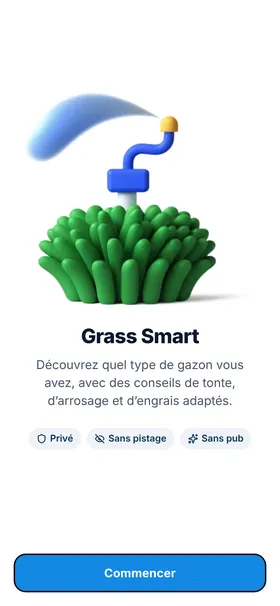 Grass Smart
Découvrez quel type de gazon vous
avez, avec des conseils de tonte,
d'arrosage et d'engrais adaptés.
Privé
Sans pistage
Sans pub
Commencer